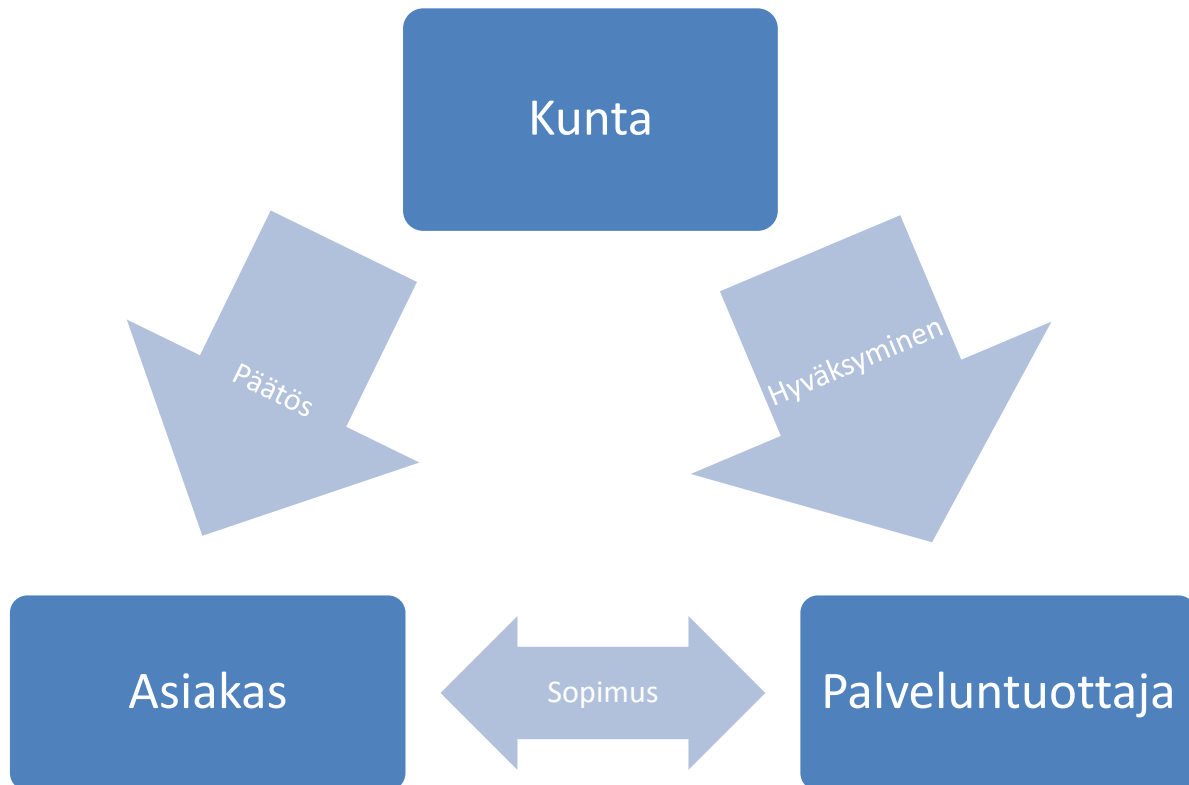 Kunta
Päätös
Hyväksyminen
Asiakas
Sopimus
Palveluntuottaja